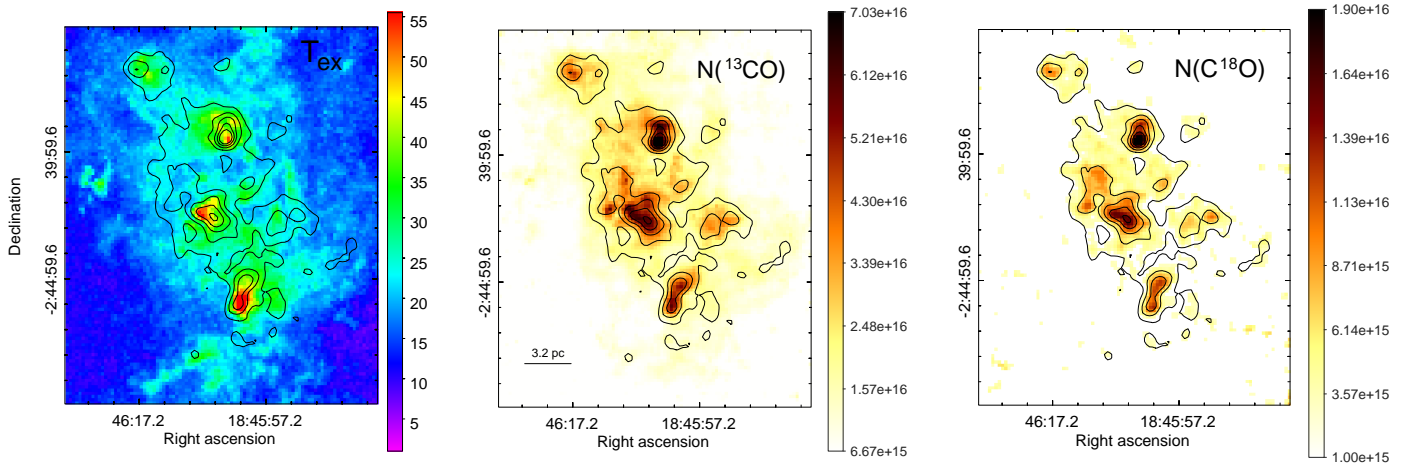 T_ex
55
50
45
40
35
30
25
20
15
10
5
Declination
39:59.6
-2:44:59.6
46:17.2
18:45:57.2
Right ascension
N(¹³CO)
39:59.6
-2:44:59.6
3.2 pc
46:17.2
18:45:57.2
Right ascension
7.03e+16
6.12e+16
5.21e+16
4.30e+16
3.39e+16
2.48e+16
1.57e+16
6.67e+15
N(C¹⁸O)
39:59.6
-2:44:59.6
46:17.2
18:45:57.2
Right ascension
1.90e+16
1.64e+16
1.39e+16
1.13e+16
8.71e+15
6.14e+15
3.57e+15
1.00e+15